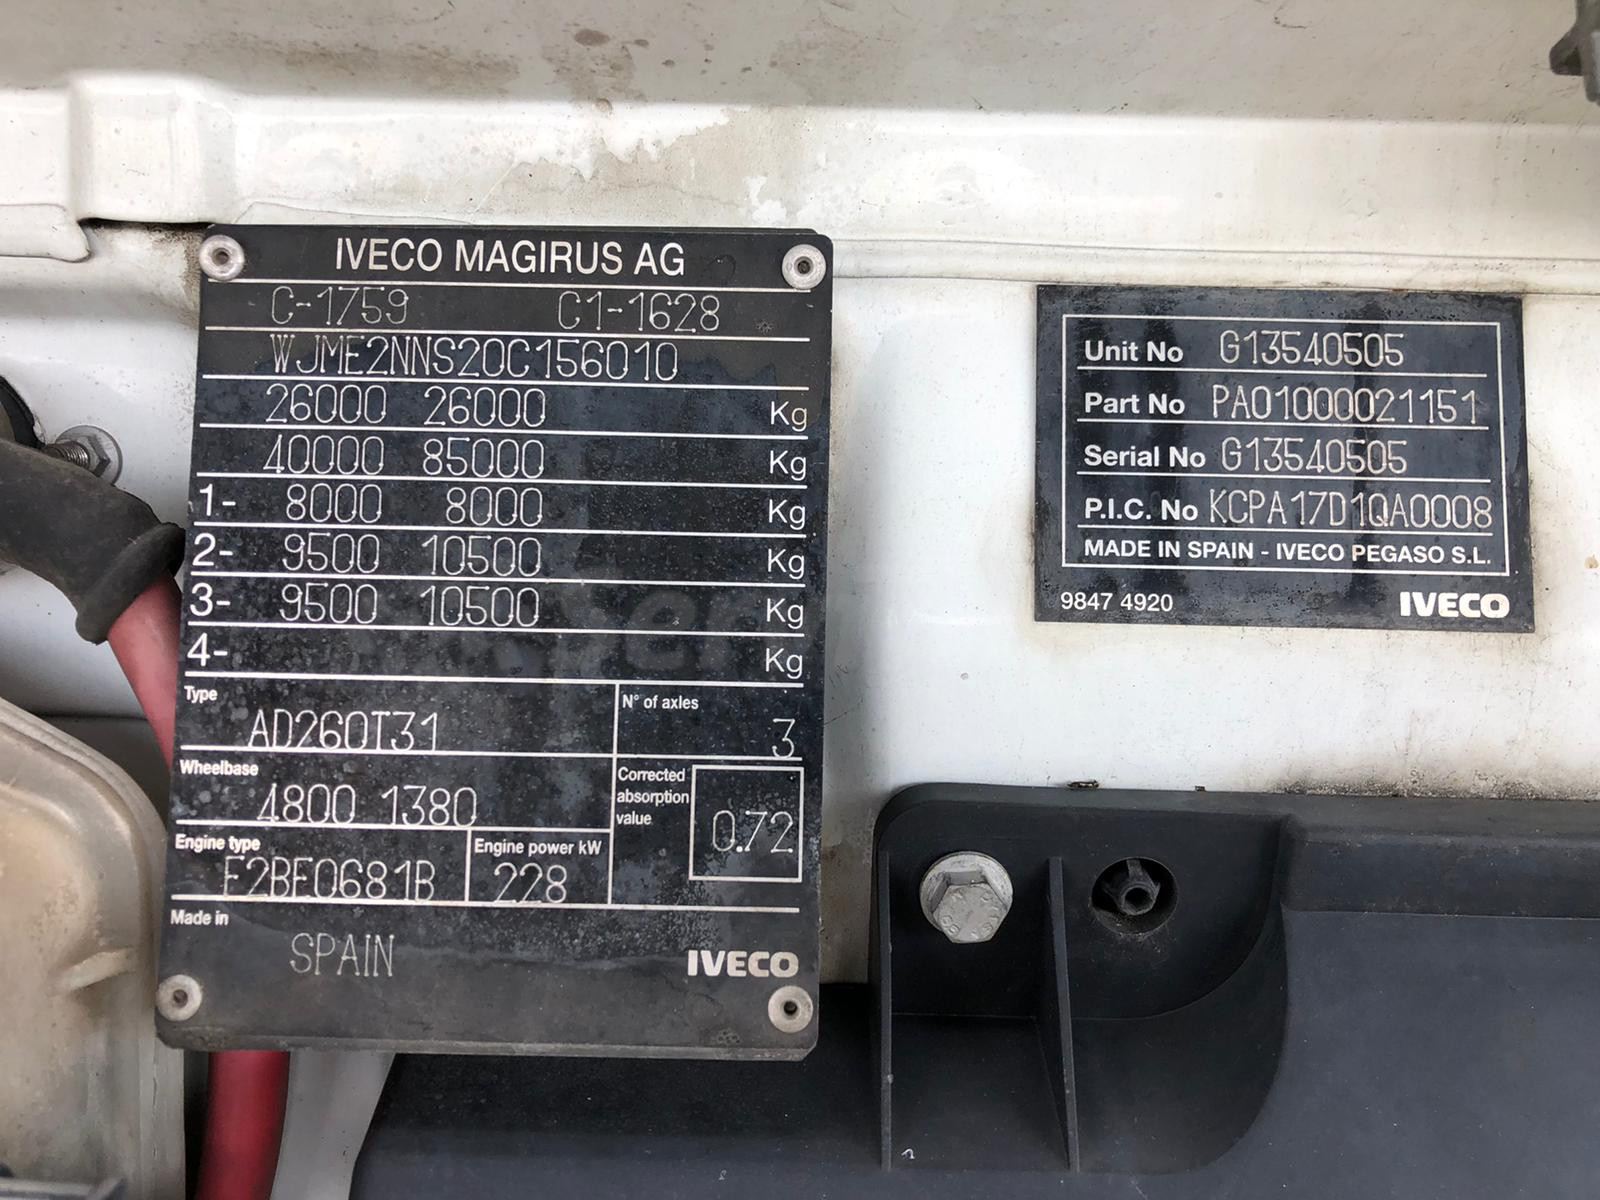 IVECO MAGIRUS AG
C-1759 C1-1628
WJME2NNS20C156010
26000 26000 Kg
40000 85000 Kg
1- 8000 8000 Kg
2- 9500 10500 Kg
3- 9500 10500 Kg
4- Kg
Type
AD260T31
N° of axles
3
Wheelbase
4800 1380
Corrected
absorption
value
0.72
Engine type
F2BE0681B
Engine power kW
228
Made in
SPAIN
IVECO
Unit No G13540505
Part No PA01000021151
Serial No G13540505
P.I.C. No KCPA17D1QA0008
MADE IN SPAIN - IVECO PEGASO S.L.
9847 4920 IVECO